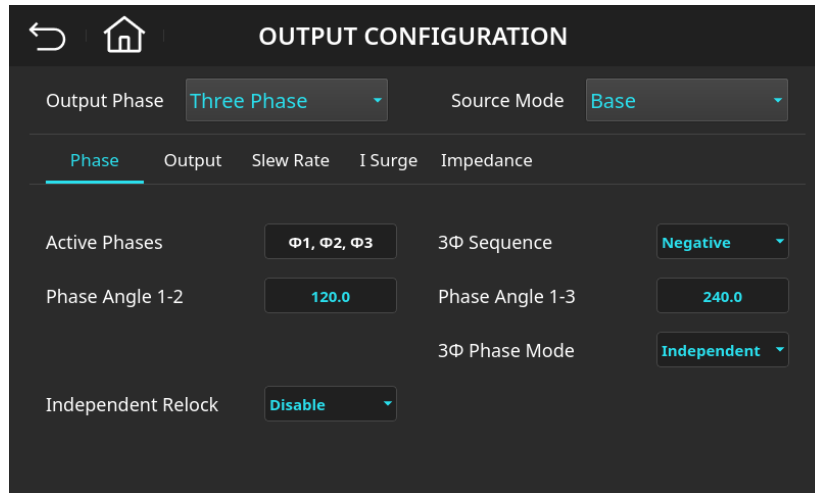 OUTPUT CONFIGURATION
Output Phase Three Phase Source Mode Base
Phase Output Slew Rate I Surge Impedance
Active Phases Φ1, Φ2, Φ3 3Φ Sequence Negative
Phase Angle 1-2 120.0 Phase Angle 1-3 240.0
3Φ Phase Mode Independent
Independent Relock Disable